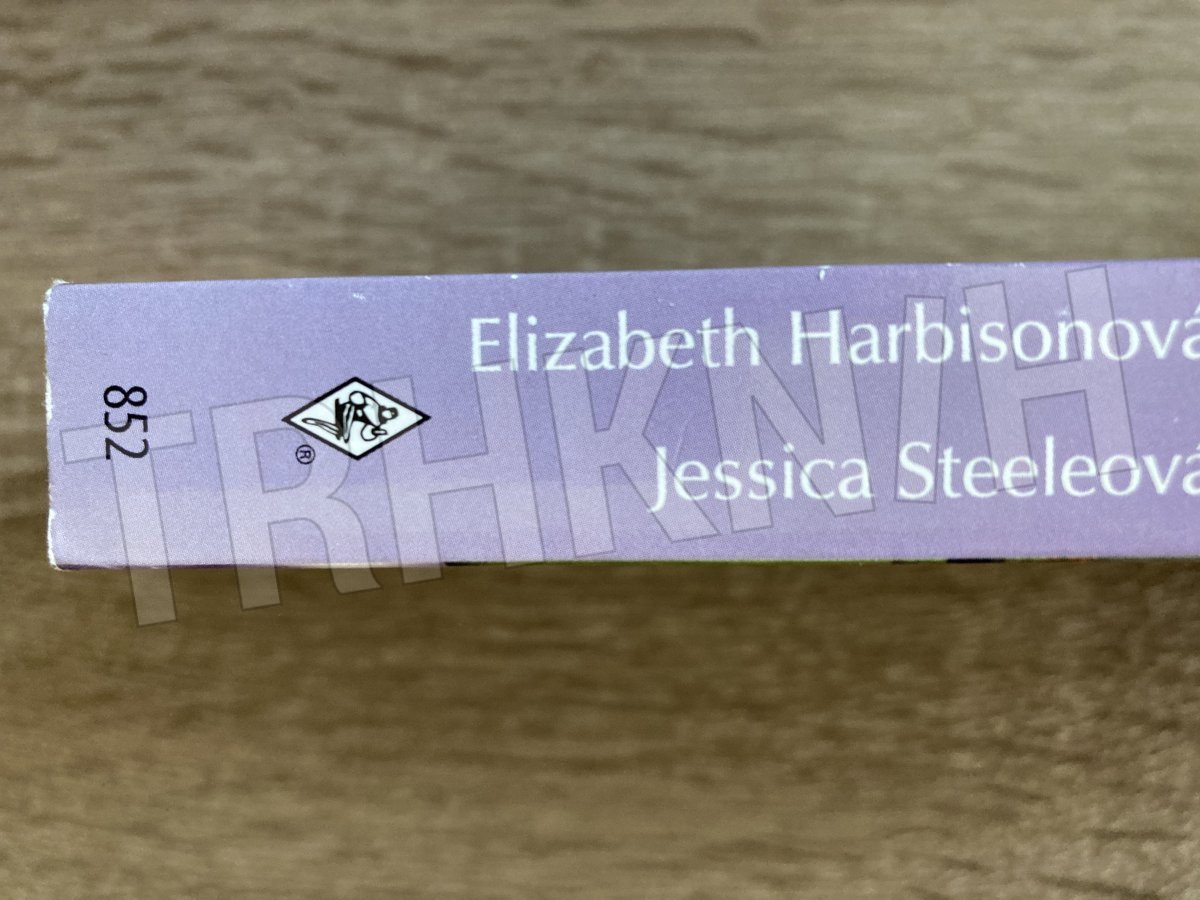 852
®
Elizabeth Harbisonová
Jessica Steeleová
TRHKNIH